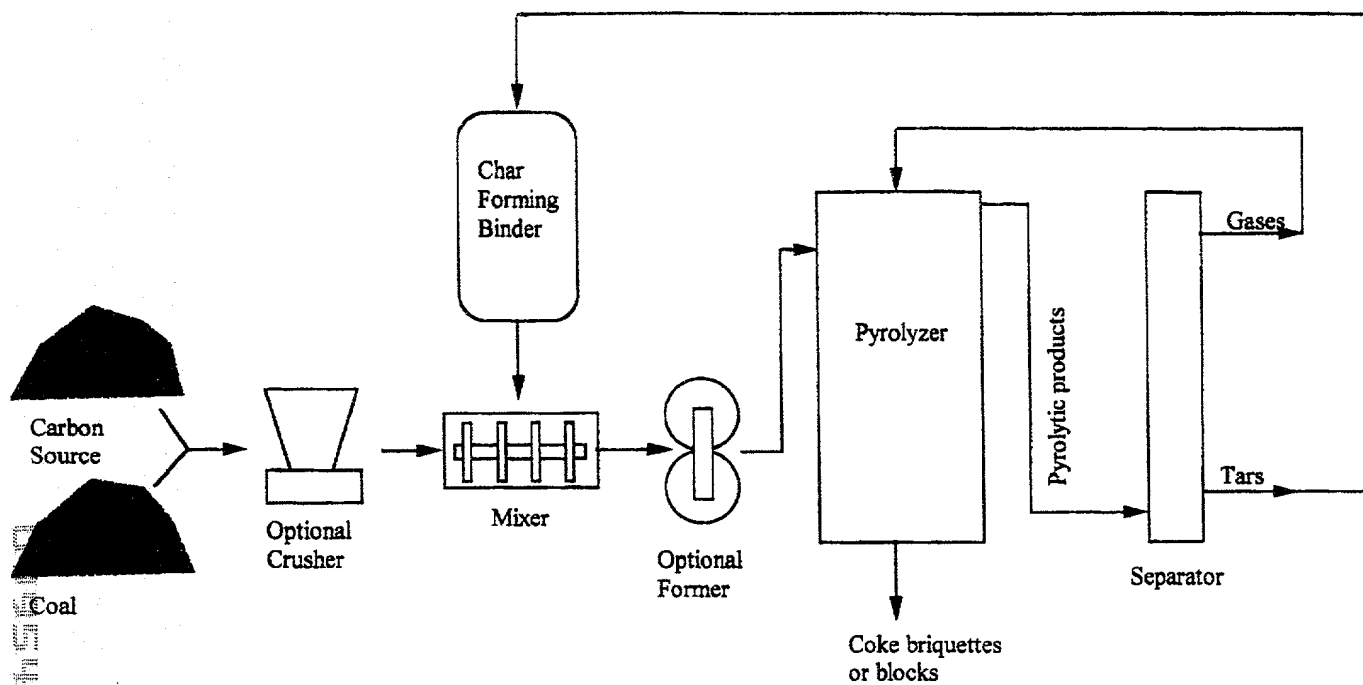 Char
Forming
Binder
Gases
Pyrolyzer
Pyrolytic products
Carbon
Source
Tars
Mixer
Optional
Crusher
Optional
Former
Separator
Coal
Coke briquettes
or blocks